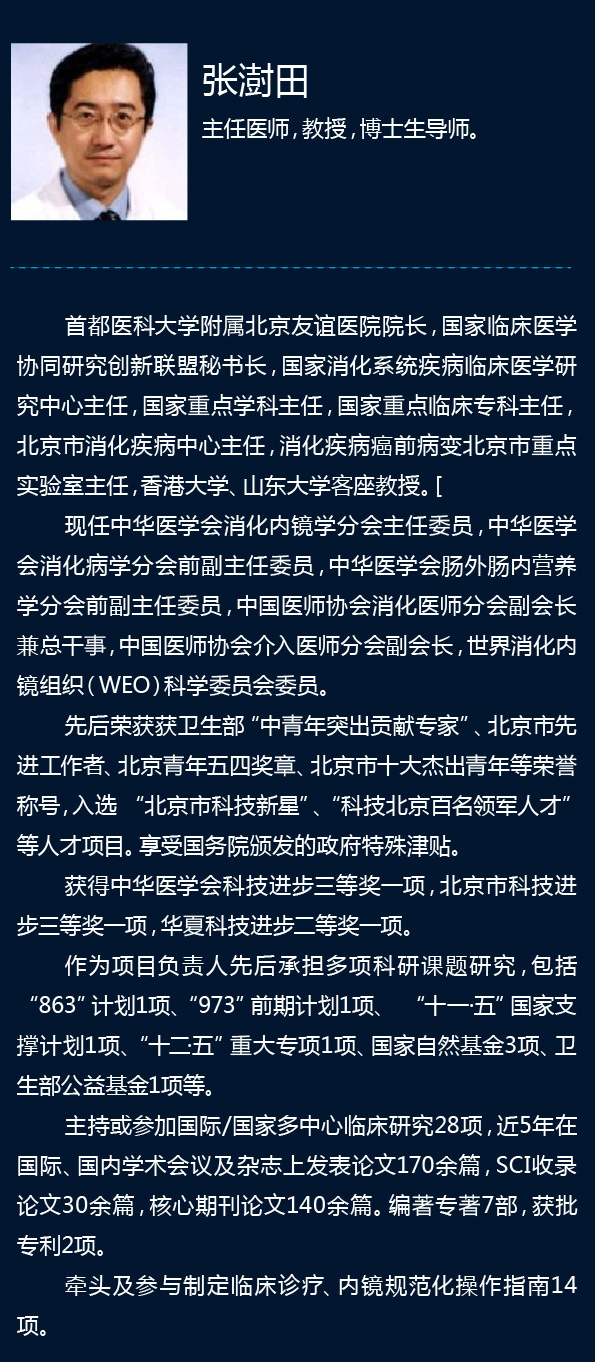 张澍田
主任医师,教授,博士生导师。
首都医科大学附属北京友谊医院院长,国家临床医学
协同研究创新联盟秘书长,国家消化系统疾病临床医学研
究中心主任,国家重点学科主任,国家重点临床专科主任,
北京市消化疾病中心主任,消化疾病癌前病变北京市重点
实验室主任,香港大学、山东大学客座教授。[
现任中华医学会消化内镜学分会主任委员,中华医学
会消化病学分会前副主任委员,中华医学会肠外肠内营养
学分会前副主任委员,中国医师协会消化医师分会副会长
兼总干事,中国医师协会介入医师分会副会长,世界消化内
镜组织(WEO)科学委员会委员。
先后荣获获卫生部“中青年突出贡献专家”、北京市先
进工作者、北京青年五四奖章、北京市十大杰出青年等荣誉
称号,入选 “北京市科技新星”、“科技北京百名领军人才”
等人才项目。享受国务院颁发的政府特殊津贴。
获得中华医学会科技进步三等奖一项,北京市科技进
步三等奖一项,华夏科技进步二等奖一项。
作为项目负责人先后承担多项科研课题研究,包括
“863”计划1项、“973”前期计划1项、 “十一·五”国家支
撑计划1项、“十二·五”重大专项1项、国家自然基金3项、卫
生部公益基金1项等。
主持或参加国际/国家多中心临床研究28项,近5年在
国际、国内学术会议及杂志上发表论文170余篇,SCI收录
论文30余篇,核心期刊论文140余篇。编著专著7部,获批
专利2项。
牵头及参与制定临床诊疗、内镜规范化操作指南14
项。